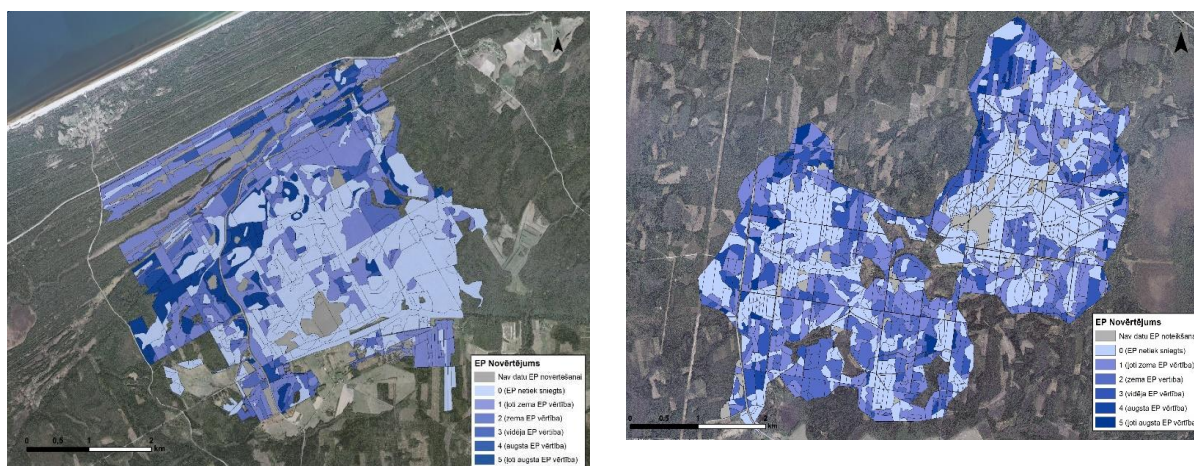 EP Novērtējums
Nav datu EP novērtēšanai
0 (EP netiek sniegts)
1 (ļoti zema EP vērtība)
2 (zema EP vērtība)
3 (vidēja EP vērtība)
4 (augsta EP vērtība)
5 (ļoti augsta EP vērtība)
0 0,5 1 2
km
EP Novērtējums
Nav datu EP noteikšanai
0 (EP netiek sniegts)
1 (ļoti zema EP vērtība)
2 (zema EP vērtība)
3 (vidēja EP vērtība)
4 (augsta EP vērtība)
5 (ļoti augsta EP vērtība)
0 0,5 1 2
km